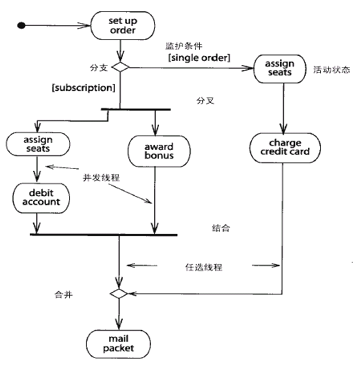 set up
order
监护条件
[single order]
分支
assign
seats
活动状态
[subscription]
分叉
assign
seats
award
bonus
charge
credit card
并发线程
debit
account
结合
任选线程
合并
mail
packet